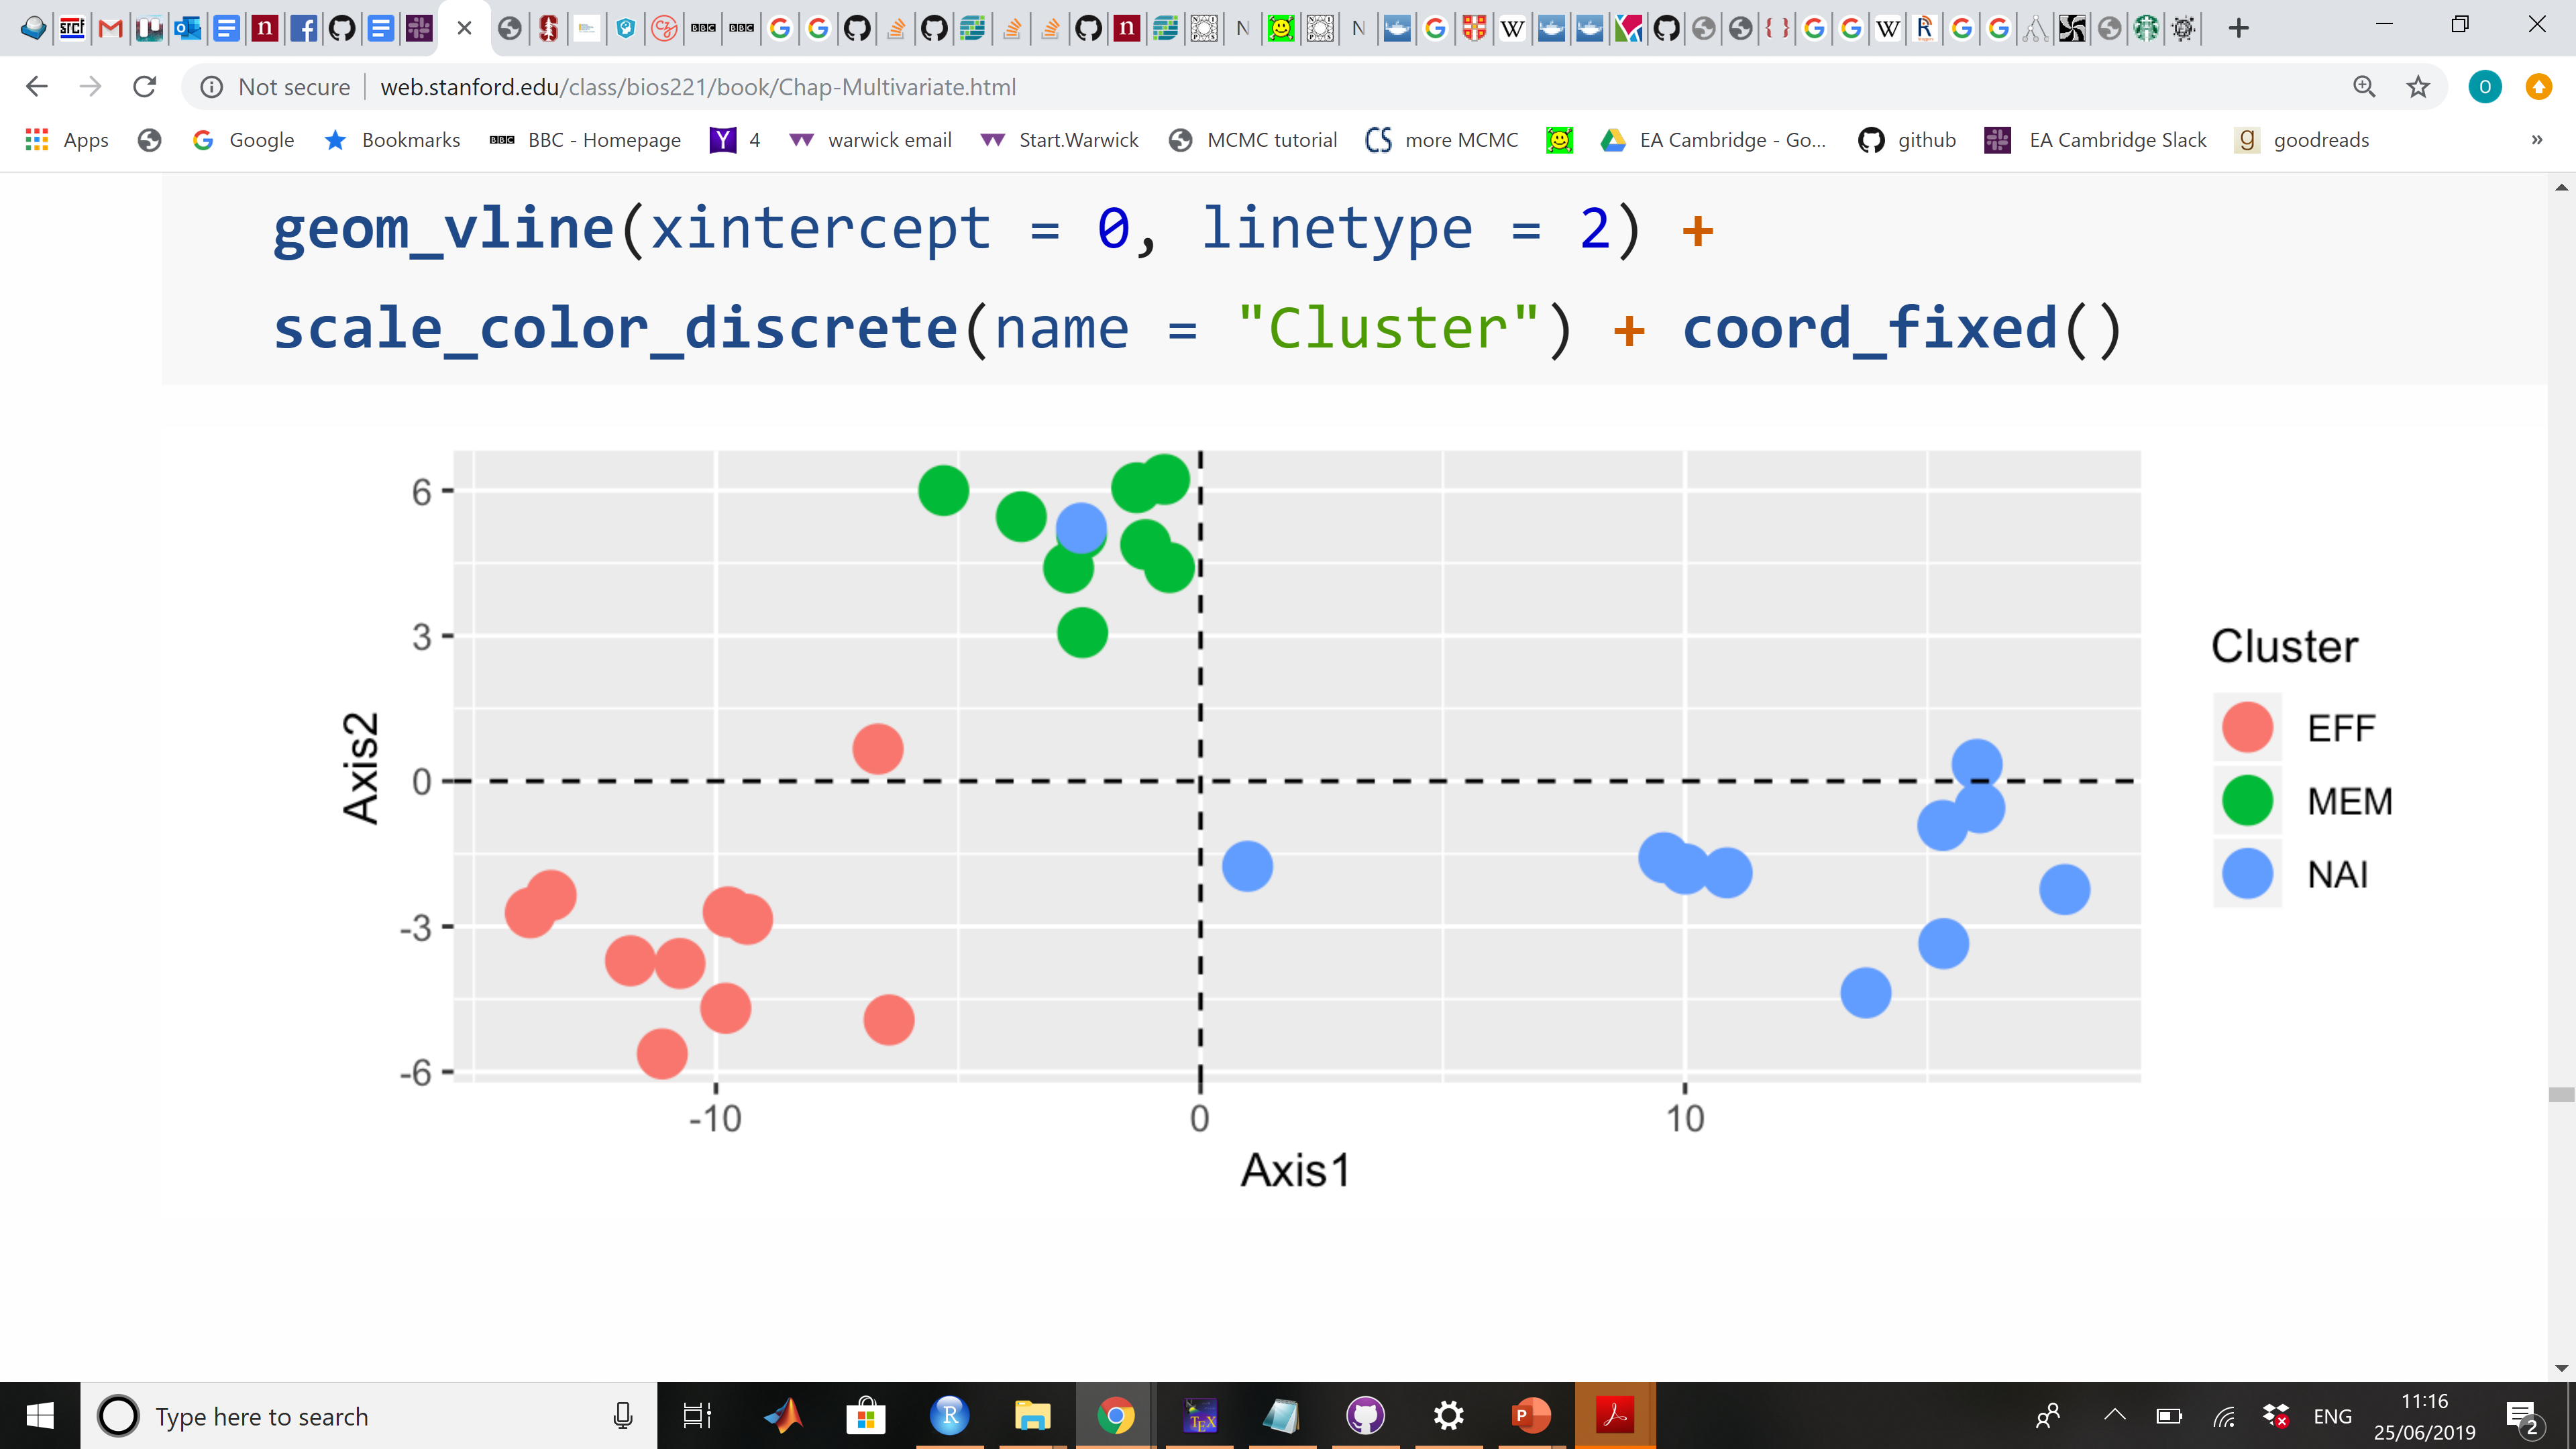 Not secure web.stanford.edu/class/bios221/book/Chap-Multivariate.html
Apps Google Bookmarks BBC - Homepage 4 warwick email Start.Warwick MCMC tutorial CS more MCMC EA Cambridge - Go... github EA Cambridge Slack goodreads »
geom_vline(xintercept = 0, linetype = 2) +
scale_color_discrete(name = "Cluster") + coord_fixed()
6
3
0
-3
-6
Axis2
-10 0 10
Axis1
Cluster
EFF
MEM
NAI
Type here to search
ENG
11:16
25/06/2019
2